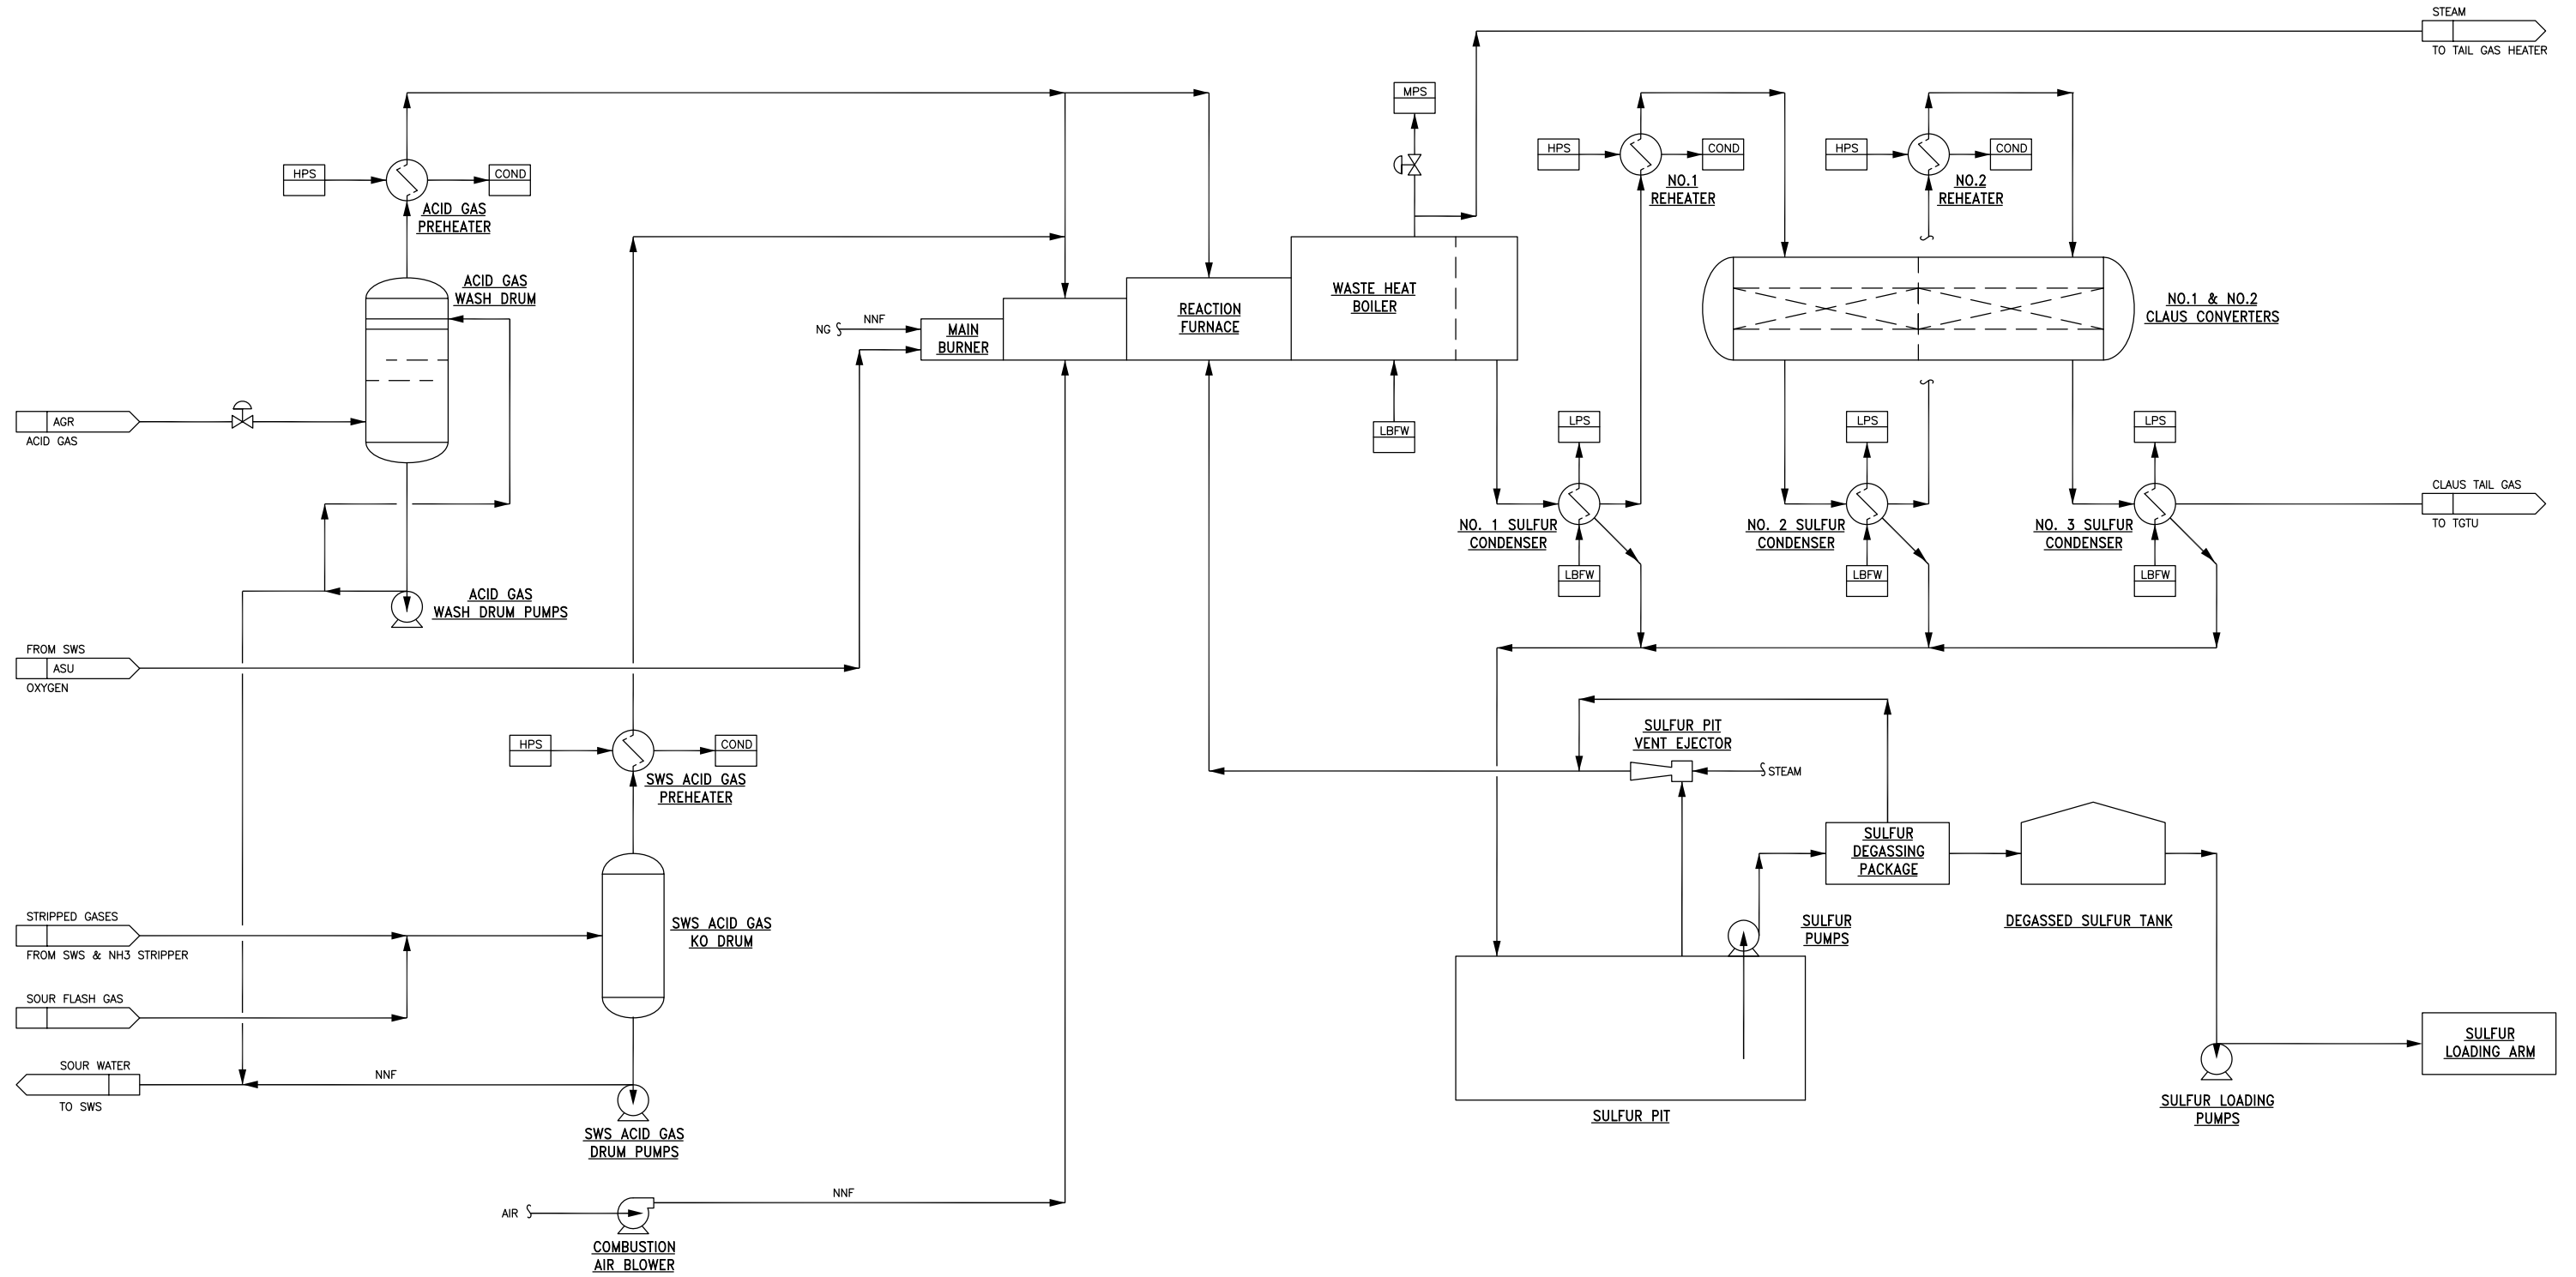 STEAM
TO TAIL GAS HEATER
MPS
HPS
COND
NO.1
REHEATER
HPS
COND
NO.2
REHEATER
HPS
COND
ACID GAS
PREHEATER
ACID GAS
WASH DRUM
WASTE HEAT
BOILER
REACTION
FURNACE
NO.1 & NO.2
CLAUS CONVERTERS
NG
NNF
MAIN
BURNER
AGR
ACID GAS
LBFW
LPS
LPS
LPS
CLAUS TAIL GAS
TO TGTU
NO. 1 SULFUR
CONDENSER
NO. 2 SULFUR
CONDENSER
NO. 3 SULFUR
CONDENSER
LBFW
LBFW
LBFW
ACID GAS
WASH DRUM PUMPS
FROM SWS
ASU
OXYGEN
HPS
COND
SWS ACID GAS
PREHEATER
SULFUR PIT
VENT EJECTOR
STEAM
SULFUR
DEGASSING
PACKAGE
STRIPPED GASES
FROM SWS & NH3 STRIPPER
SWS ACID GAS
KO DRUM
SULFUR
PUMPS
DEGASSED SULFUR TANK
SOUR FLASH GAS
SULFUR
LOADING ARM
SOUR WATER
TO SWS
NNF
SWS ACID GAS
DRUM PUMPS
SULFUR PIT
SULFUR LOADING
PUMPS
AIR
NNF
COMBUSTION
AIR BLOWER